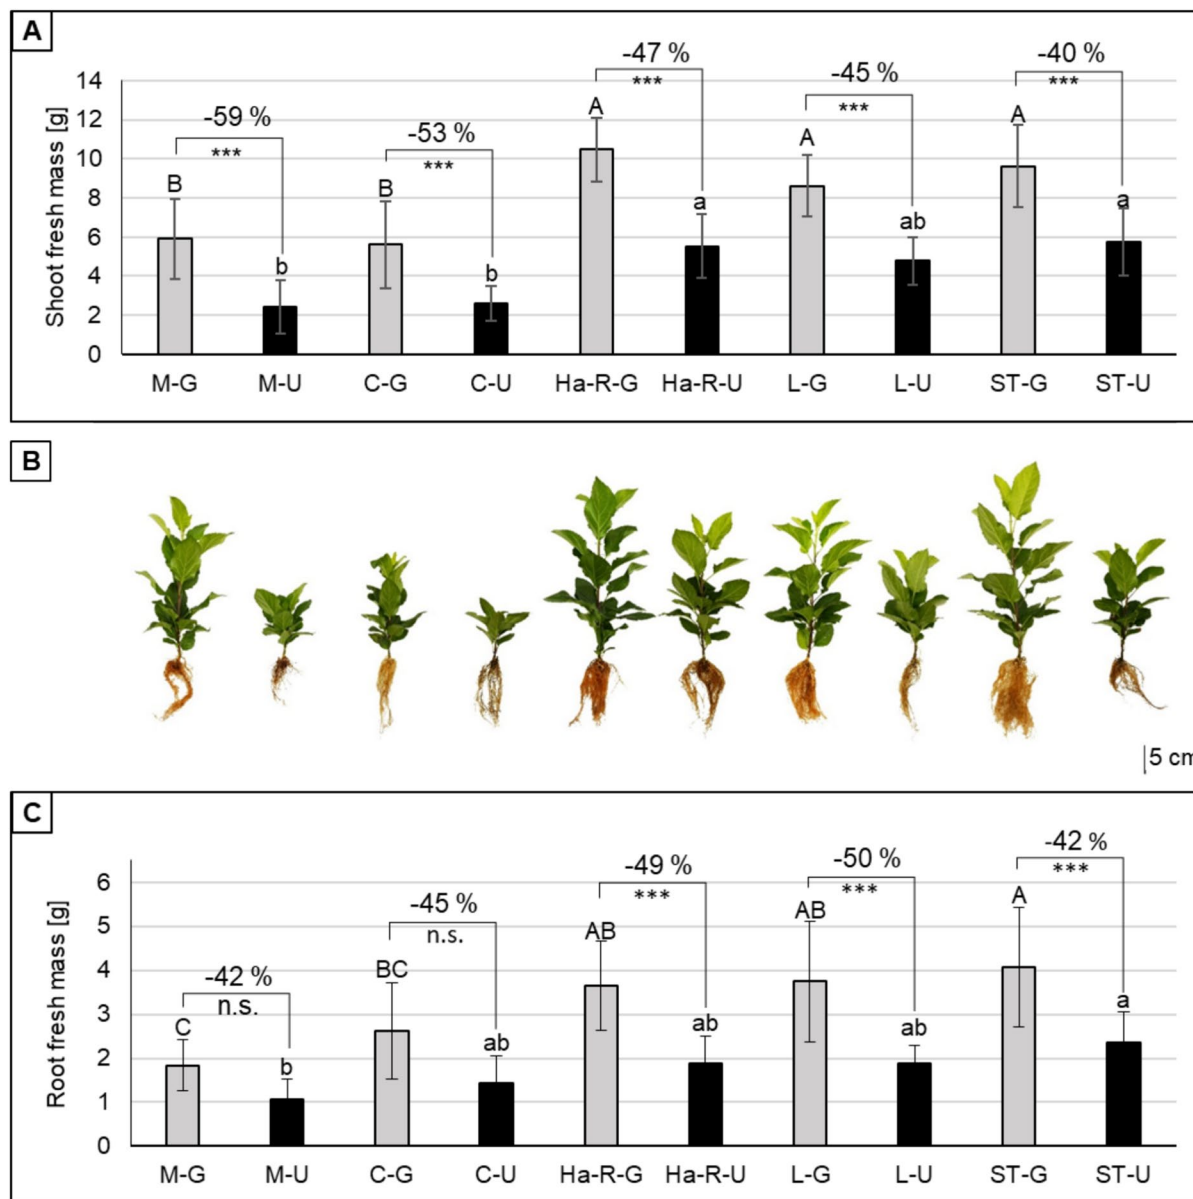 A
-47 %
-40 %
-45 %
-59 %
-53 %
***
***
***
***
***
Shoot fresh mass [g]
14
12
10
8
6
4
2
0
B
b
B
b
A
a
A
ab
A
a
M-G M-U C-G C-U Ha-R-G Ha-R-U L-G L-U ST-G ST-U
B
5 cm
C
-42 %
-49 %
-50 %
-45 %
-42 %
n.s.
n.s.
***
***
***
Root fresh mass [g]
6
5
4
3
2
1
0
C
b
BC
ab
AB
ab
AB
ab
A
a
M-G M-U C-G C-U Ha-R-G Ha-R-U L-G L-U ST-G ST-U